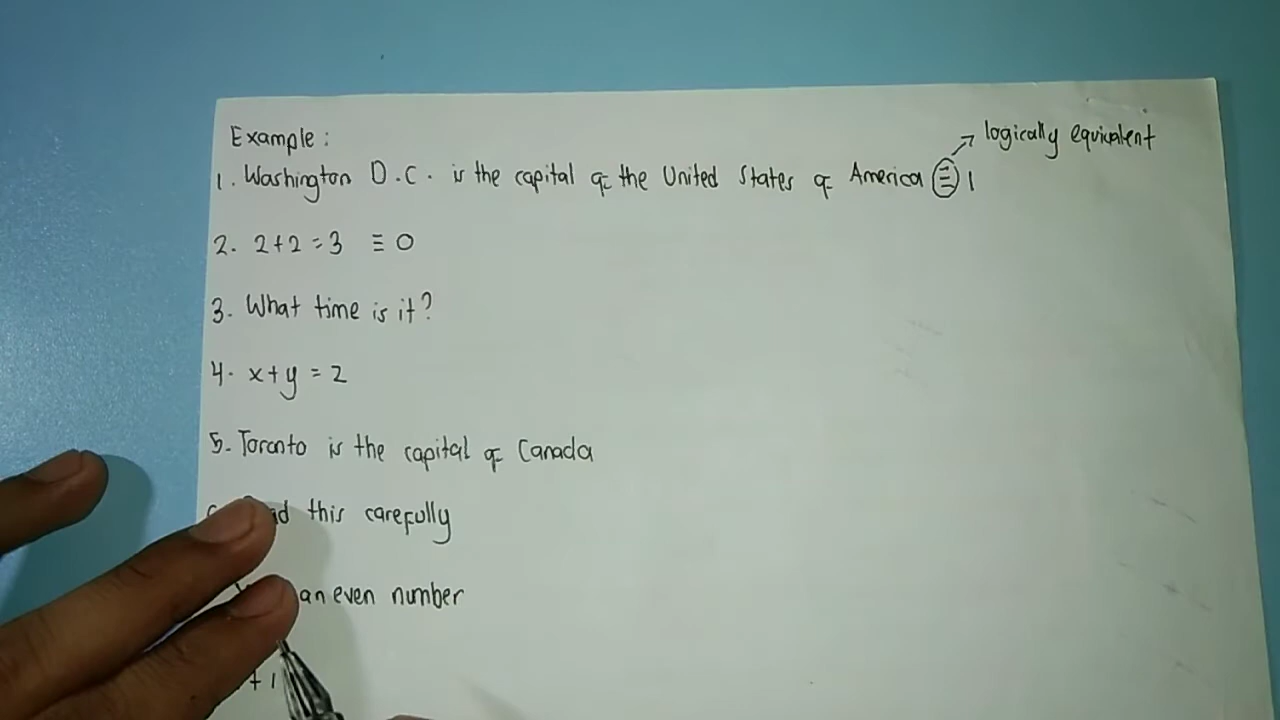 Example:
logically equivalent
1. Washington D.C. is the capital of the United States of America ≡ 1
2. 2+2=3 ≡ 0
3. What time is it?
4. x+y = 2
5. Toronto is the capital of Canada
this carefully
an even number
+ 1